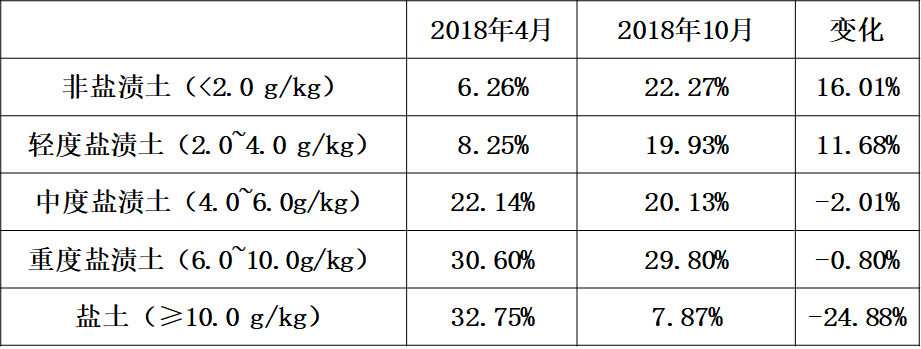 2018年4月 2018年10月 变化
非盐渍土（<2.0 g/kg） 6.26% 22.27% 16.01%
轻度盐渍土（2.0~4.0 g/kg） 8.25% 19.93% 11.68%
中度盐渍土（4.0~6.0g/kg） 22.14% 20.13% -2.01%
重度盐渍土（6.0~10.0g/kg） 30.60% 29.80% -0.80%
盐土（≥10.0 g/kg） 32.75% 7.87% -24.88%